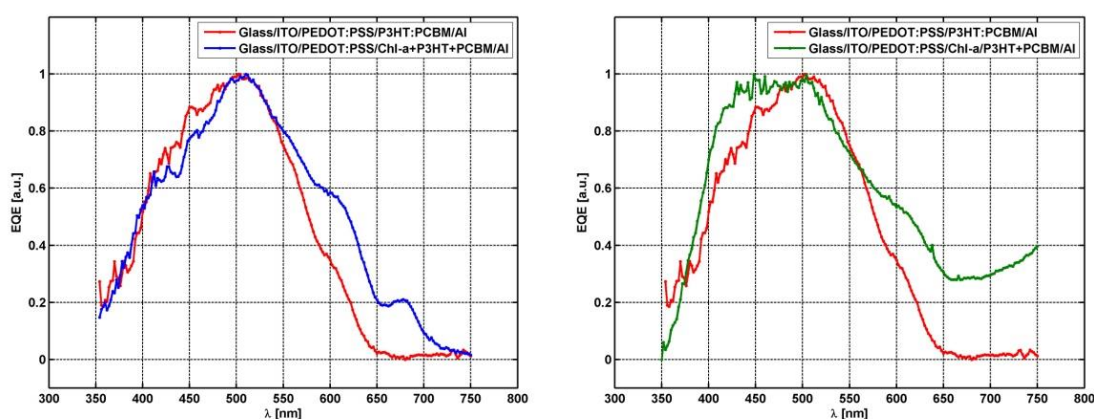 Glass/ITO/PEDOT:PSS/P3HT:PCBM/Al
Glass/ITO/PEDOT:PSS/Chl-a+P3HT+PCBM/Al
EQE [a.u.]
1
0.8
0.6
0.4
0.2
0
300 350 400 450 500 550 600 650 700 750 800
λ [nm]
Glass/ITO/PEDOT:PSS/P3HT:PCBM/Al
Glass/ITO/PEDOT:PSS/Chl-a/P3HT+PCBM/Al
EQE [a.u.]
1
0.8
0.6
0.4
0.2
0
300 350 400 450 500 550 600 650 700 750 800
λ [nm]